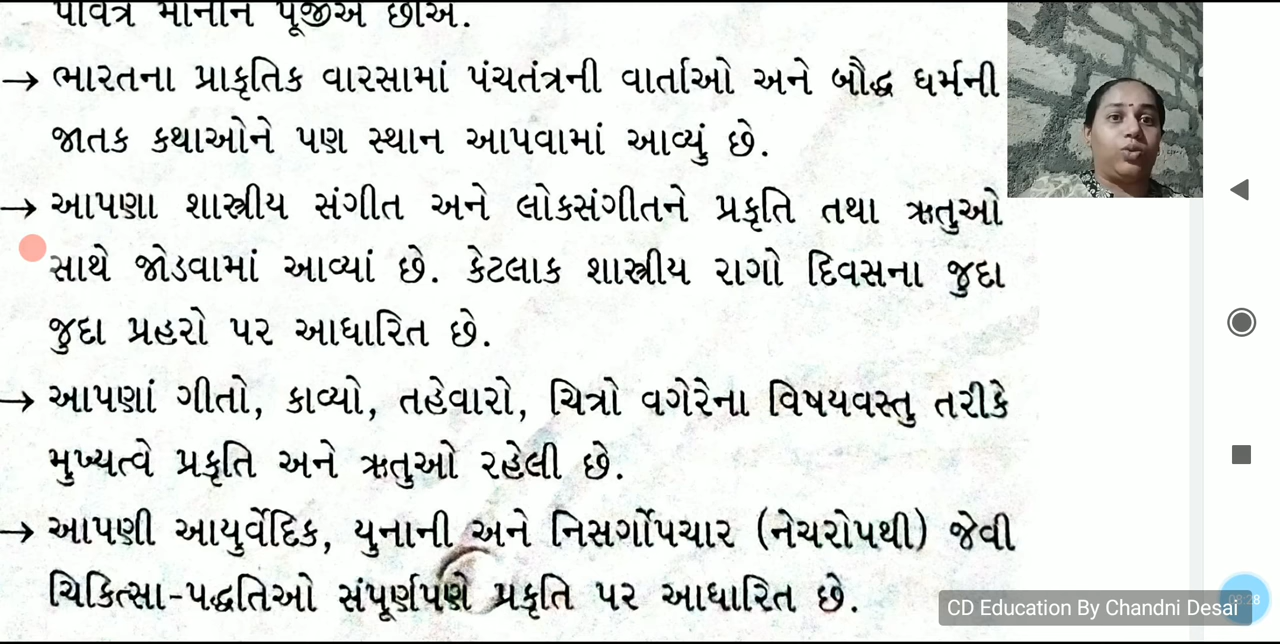 પવિત્ર માનીને પૂજીએ છીએ.
→ ભારતના પ્રાકૃતિક વારસામાં પંચતંત્રની વાર્તાઓ અને બૌદ્ધ ધર્મની
જાતક કથાઓને પણ સ્થાન આપવામાં આવ્યું છે.
→ આપણા શાસ્ત્રીય સંગીત અને લોકસંગીતને પ્રકૃતિ તથા ઋતુઓ
સાથે જોડવામાં આવ્યાં છે. કેટલાક શાસ્ત્રીય રાગો દિવસના જુદા
જુદા પ્રહરો પર આધારિત છે.
→ આપણાં ગીતો, કાવ્યો, તહેવારો, ચિત્રો વગેરેના વિષયવસ્તુ તરીકે
મુખ્યત્વે પ્રકૃતિ અને ઋતુઓ રહેલી છે.
→ આપણી આયુર્વેદિક, યુનાની અને નિસર્ગોપચાર (નેચરોપથી) જેવી
ચિકિત્સા-પદ્ધતિઓ સંપૂર્ણપણે પ્રકૃતિ પર આધારિત છે.
CD Education By Chandni Desai